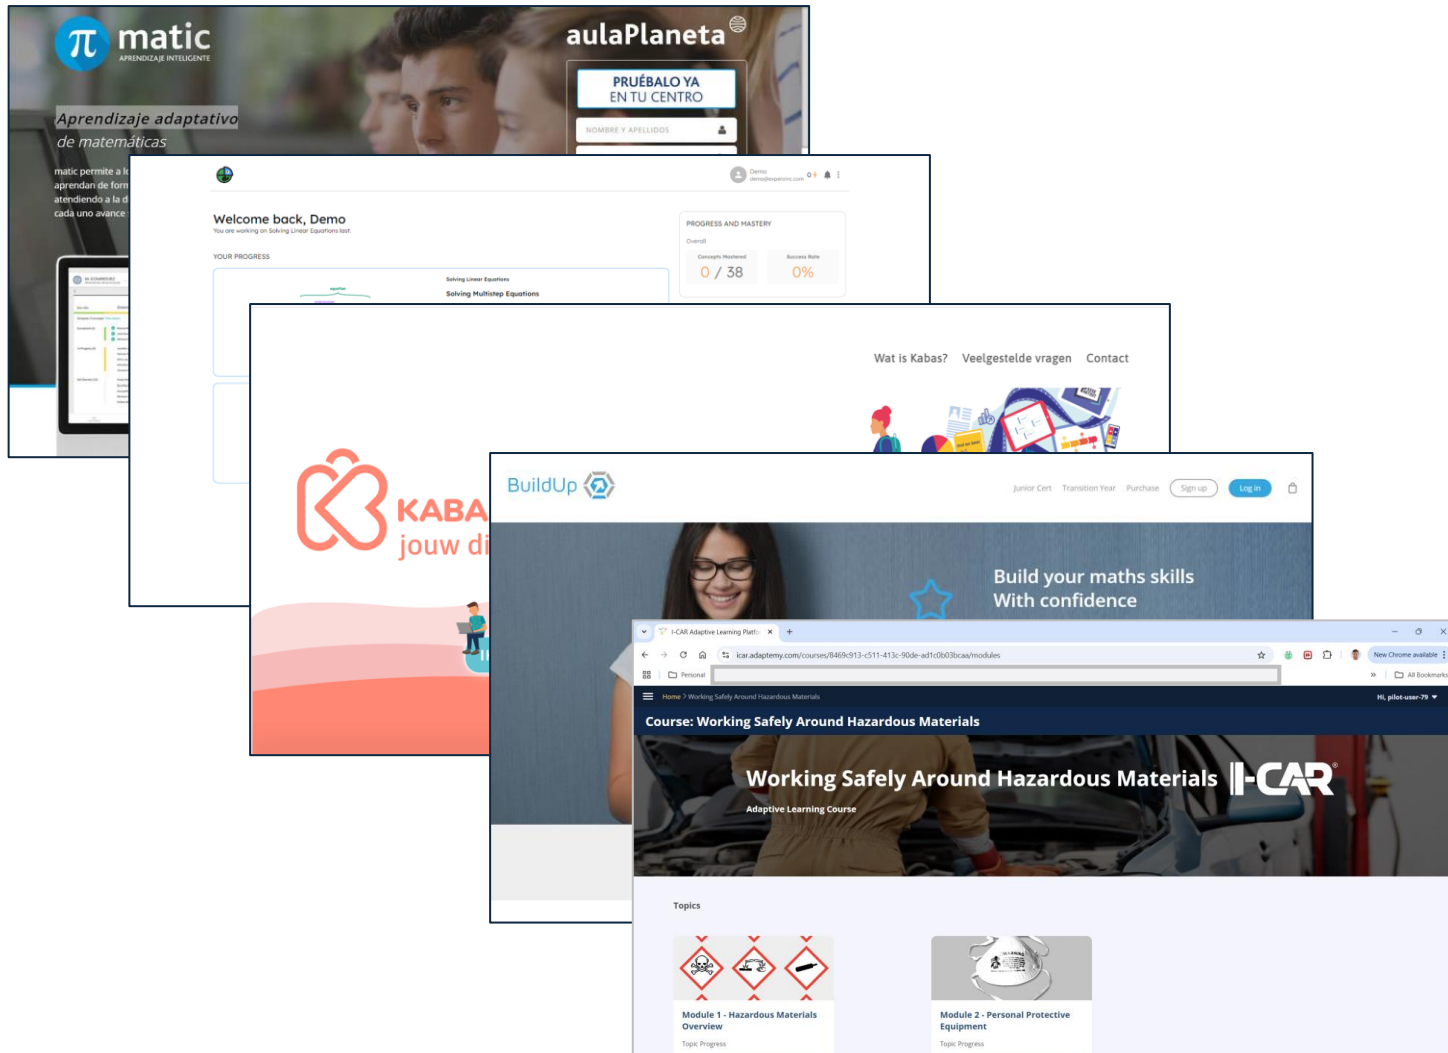 π matic
APRENDIZAJE INTELIGENTE
aulaPlaneta
PRUÉBALO YA
EN TU CENTRO
NOMBRE Y APELLIDOS
Aprendizaje adaptativo
de matemáticas
matic permite a lo
aprendan de form
atendiendo a la d
cada uno avance
Demo
demo@experoinc.com
0
Welcome back, Demo
You are working on Solving Linear Equations last.
YOUR PROGRESS
PROGRESS AND MASTERY
Overall
Concepts Mastered
Success Rate
0 / 38
0%
Solving Linear Equations
Solving Multistep Equations
Wat is Kabas?
Veelgestelde vragen
Contact
KABA
jouw di
BuildUp
Junior Cert
Transition Year
Purchase
Sign up
Log in
Build your maths skills
With confidence
I-CAR Adaptive Learning Platfo
icar.adaptemy.com/courses/8469c913-c511-413c-90de-ad1c0b03bcaa/modules
New Chrome available
Personal
All Bookmarks
Home > Working Safely Around Hazardous Materials
Hi, pilot-user-79
Course: Working Safely Around Hazardous Materials
Working Safely Around Hazardous Materials
I-CAR
Adaptive Learning Course
Topics
Module 1 - Hazardous Materials
Overview
Topic Progress
Module 2 - Personal Protective
Equipment
Topic Progress